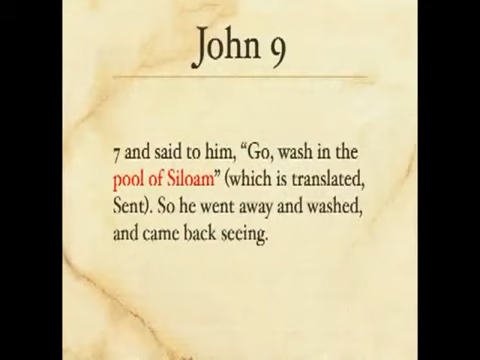 John 9
7 and said to him, “Go, wash in the
pool of Siloam” (which is translated,
Sent). So he went away and washed,
and came back seeing.